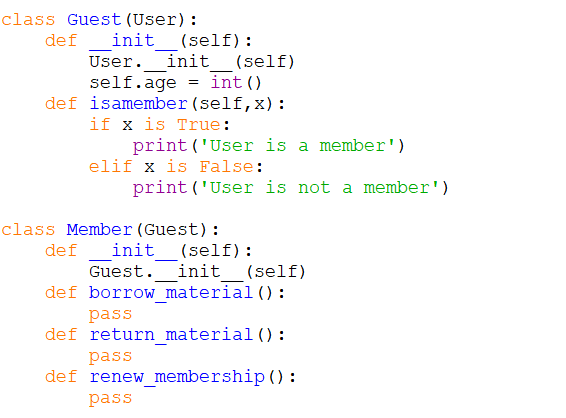 class Guest(User):
    def __init__(self):
        User.__init__(self)
        self.age = int()
    def isamember(self,x):
        if x is True:
            print('User is a member')
        elif x is False:
            print('User is not a member')

class Member(Guest):
    def __init__(self):
        Guest.__init__(self)
    def borrow_material():
        pass
    def return_material():
        pass
    def renew_membership():
        pass